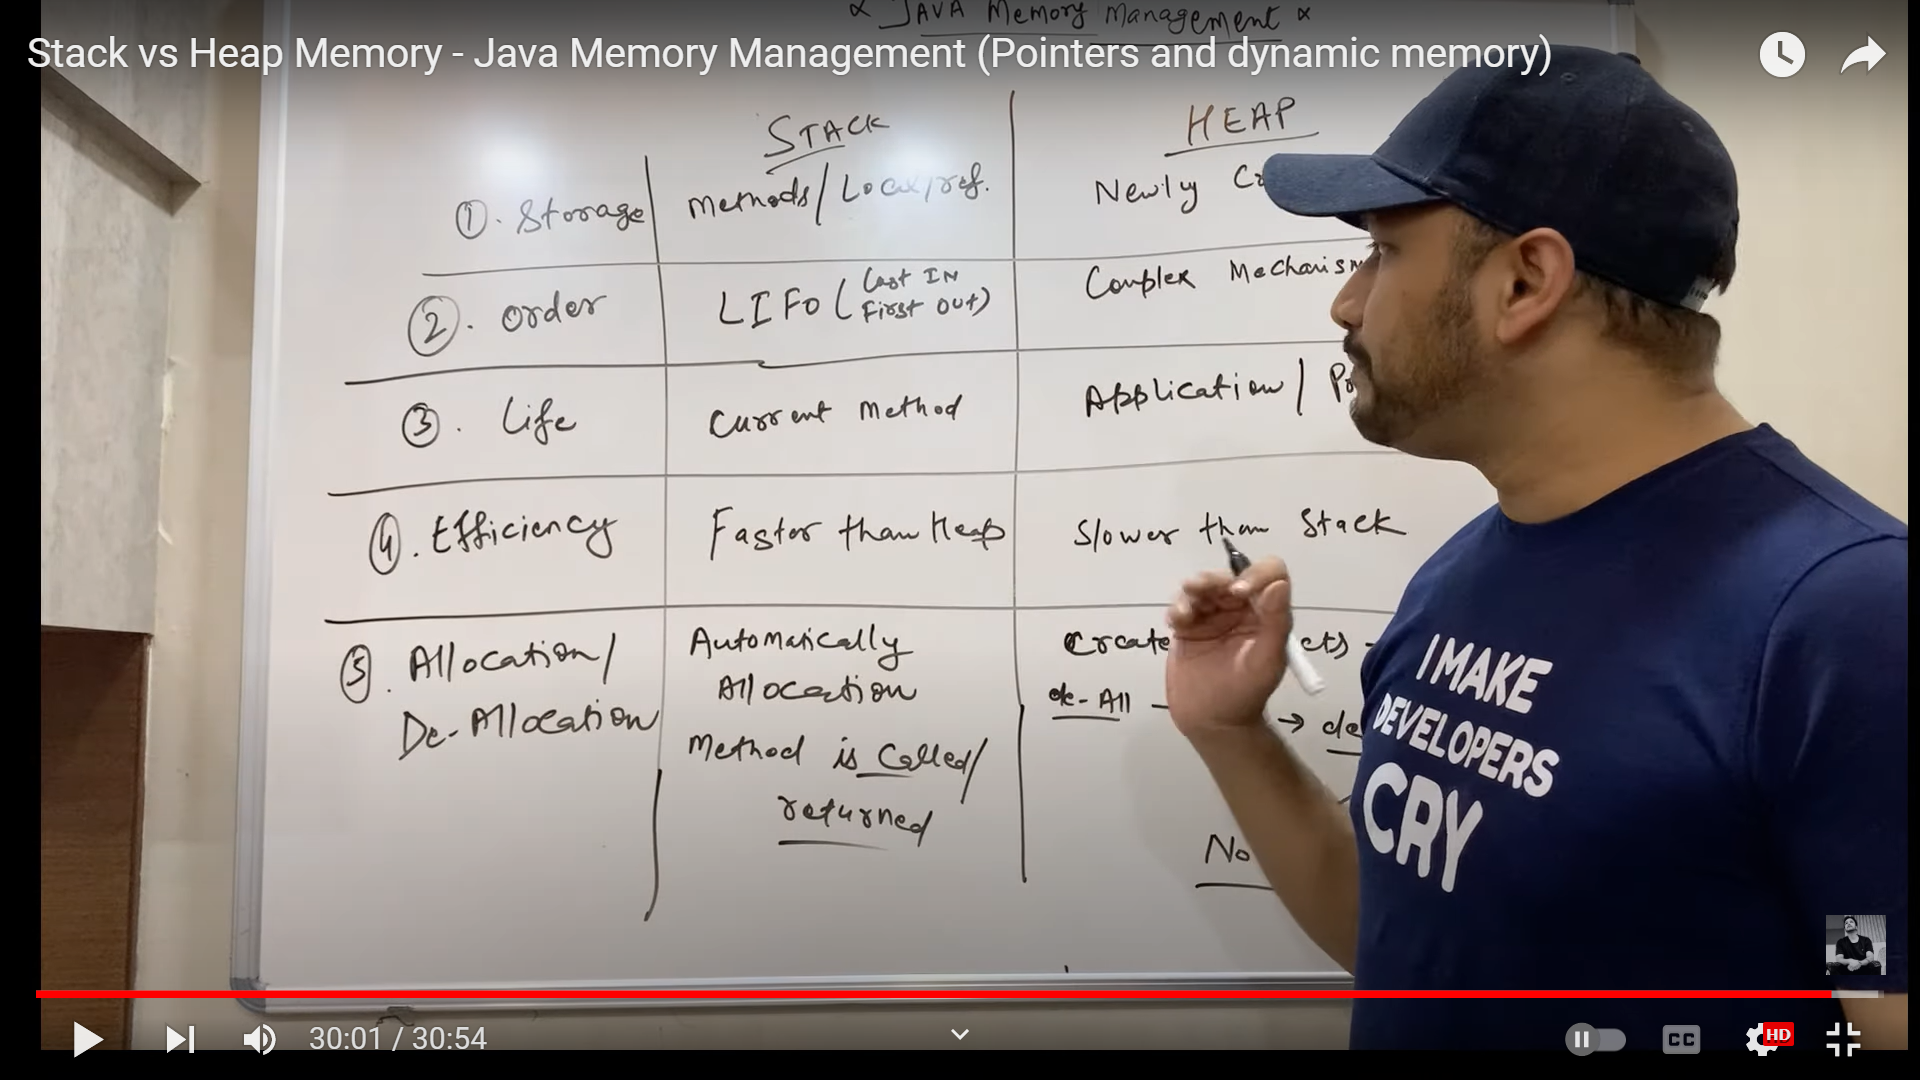 ∝ JAVA Memory Management ∝
Stack vs Heap Memory - Java Memory Management (Pointers and dynamic memory)
STACK
HEAP
①. Storage
Methods/
Newly
②. Order
LIFO (Last IN
First Out)
Complex Mechanism
③. Life
Current Method
Application/
④. Efficiency
Faster than Heap
Slower than Stack
⑤. Allocation/
De-Allocation
Automatically
Allocation
Method is Called/
returned
Create
de-All →
No
I MAKE
DEVELOPERS
CRY
30:01 / 30:54
CC
HD